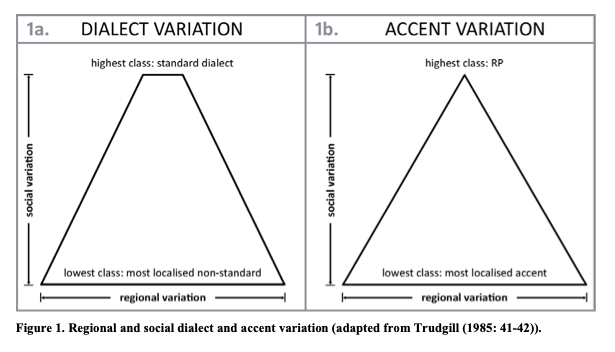 1a. DIALECT VARIATION
highest class: standard dialect
social variation
lowest class: most localised non-standard
regional variation
1b. ACCENT VARIATION
highest class: RP
social variation
lowest class: most localised accent
regional variation
Figure 1. Regional and social dialect and accent variation (adapted from Trudgill (1985: 41-42)).